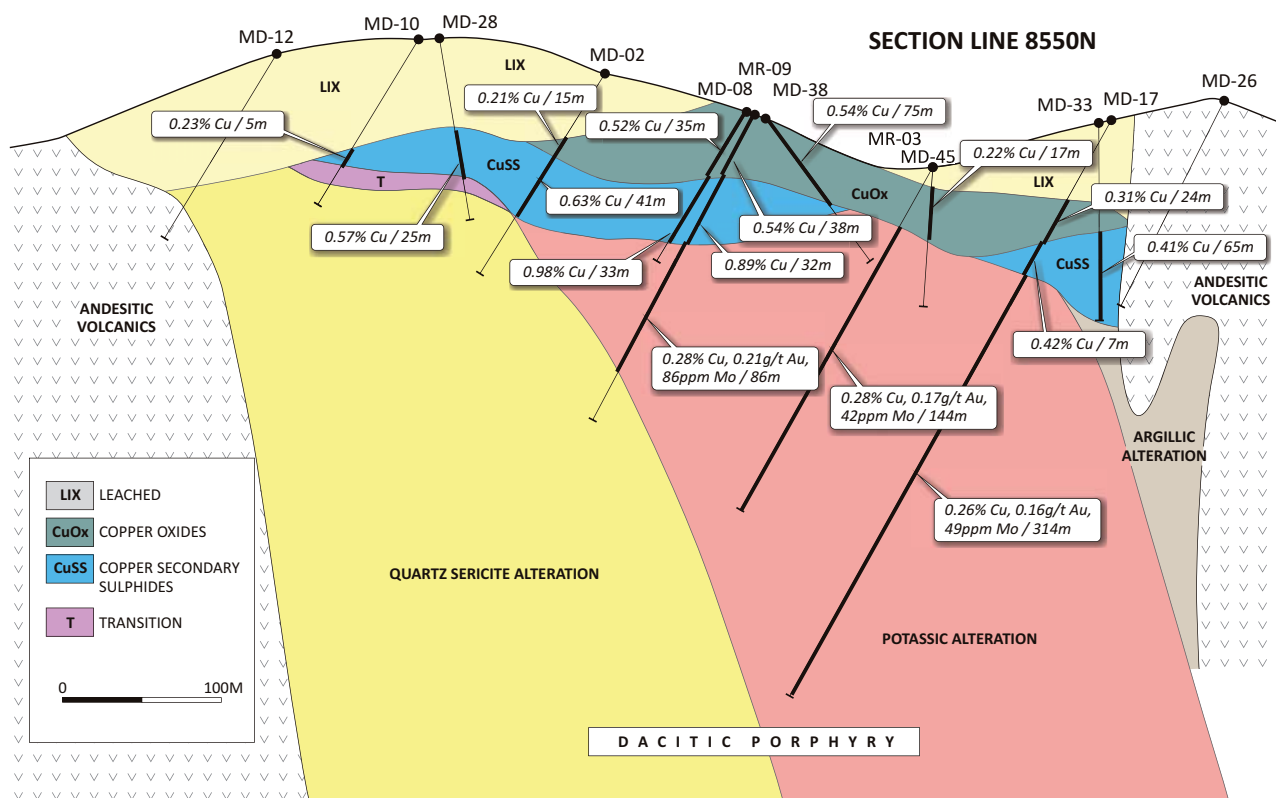 SECTION LINE 8550N
MD-12
MD-10
MD-28
MD-02
MD-08
MR-09
MD-38
MR-03
MD-45
MD-33
MD-17
MD-26
LIX
LIX
0.23% Cu / 5m
0.21% Cu / 15m
0.52% Cu / 35m
0.54% Cu / 75m
0.22% Cu / 17m
LIX
0.31% Cu / 24m
T
CuSS
CuOx
0.57% Cu / 25m
0.63% Cu / 41m
0.54% Cu / 38m
0.98% Cu / 33m
0.89% Cu / 32m
CuSS
0.41% Cu / 65m
0.42% Cu / 7m
ANDESITIC
VOLCANICS
ANDESITIC
VOLCANICS
0.28% Cu, 0.21g/t Au,
86ppm Mo / 86m
0.28% Cu, 0.17g/t Au,
42ppm Mo / 144m
ARGILLIC
ALTERATION
0.26% Cu, 0.16g/t Au,
49ppm Mo / 314m
QUARTZ SERICITE ALTERATION
POTASSIC ALTERATION
LIX LEACHED
CuOx COPPER OXIDES
CuSS COPPER SECONDARY
SULPHIDES
T TRANSITION
0 100M
DACITIC PORPHYRY